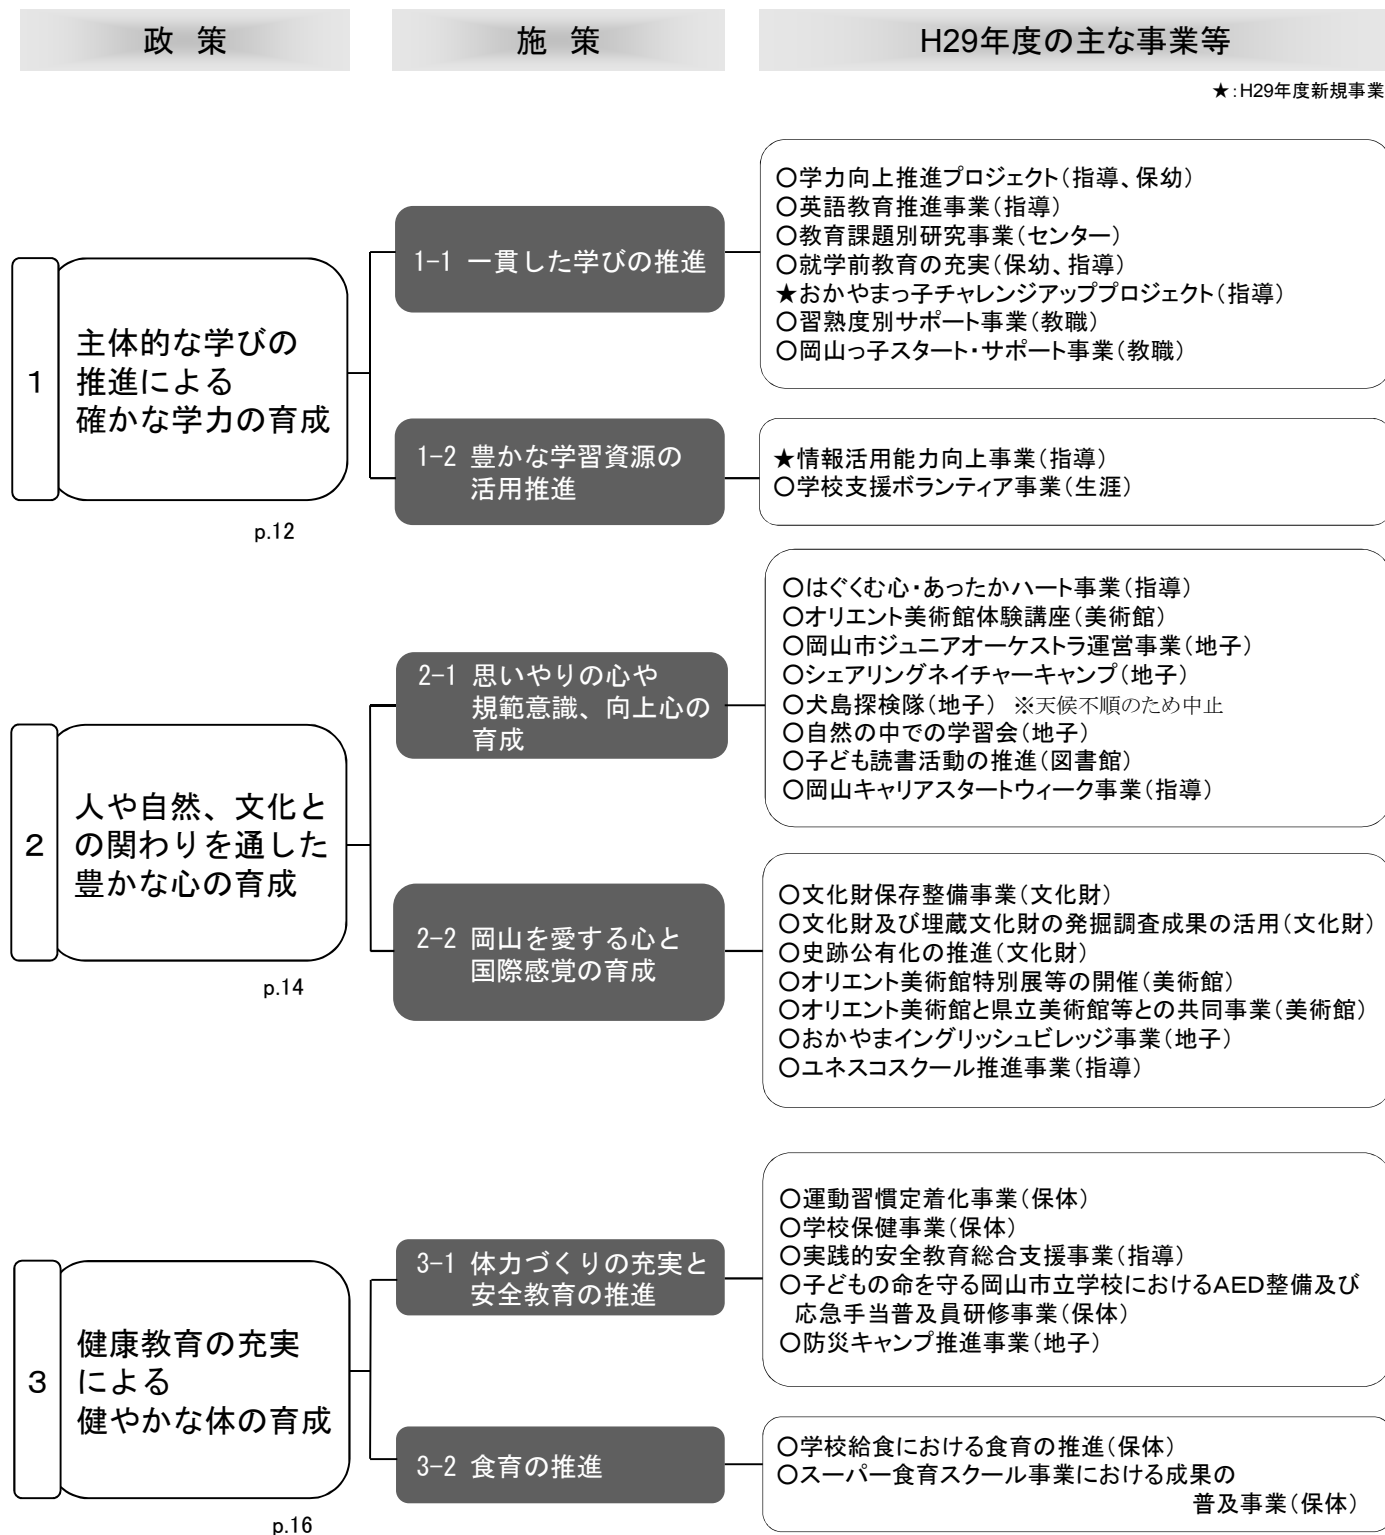 政 策
施 策
H29年度の主な事業等
★:H29年度新規事業
1
主体的な学びの
推進による
確かな学力の育成
p.12
1-1 一貫した学びの推進
○学力向上推進プロジェクト(指導、保幼)
○英語教育推進事業(指導)
○教育課題別研究事業(センター)
○就学前教育の充実(保幼、指導)
★おかやまっ子チャレンジアッププロジェクト(指導)
○習熟度別サポート事業(教職)
○岡山っ子スタート・サポート事業(教職)
1-2 豊かな学習資源の
活用推進
★情報活用能力向上事業(指導)
○学校支援ボランティア事業(生涯)
2
人や自然、文化と
の関わりを通した
豊かな心の育成
p.14
2-1 思いやりの心や
規範意識、向上心の
育成
○はぐくむ心・あったかハート事業(指導)
○オリエント美術館体験講座(美術館)
○岡山市ジュニアオーケストラ運営事業(地子)
○シェアリングネイチャーキャンプ(地子)
○犬島探検隊(地子) ※天候不順のため中止
○自然の中での学習会(地子)
○子ども読書活動の推進(図書館)
○岡山キャリアスタートウィーク事業(指導)
2-2 岡山を愛する心と
国際感覚の育成
○文化財保存整備事業(文化財)
○文化財及び埋蔵文化財の発掘調査成果の活用(文化財)
○史跡公有化の推進(文化財)
○オリエント美術館特別展等の開催(美術館)
○オリエント美術館と県立美術館等との共同事業(美術館)
○おかやまイングリッシュビレッジ事業(地子)
○ユネスコスクール推進事業(指導)
3
健康教育の充実
による
健やかな体の育成
p.16
3-1 体力づくりの充実と
安全教育の推進
○運動習慣定着化事業(保体)
○学校保健事業(保体)
○実践的安全教育総合支援事業(指導)
○子どもの命を守る岡山市立学校におけるAED整備及び
応急手当普及員研修事業(保体)
○防災キャンプ推進事業(地子)
3-2 食育の推進
○学校給食における食育の推進(保体)
○スーパー食育スクール事業における成果の
普及事業(保体)